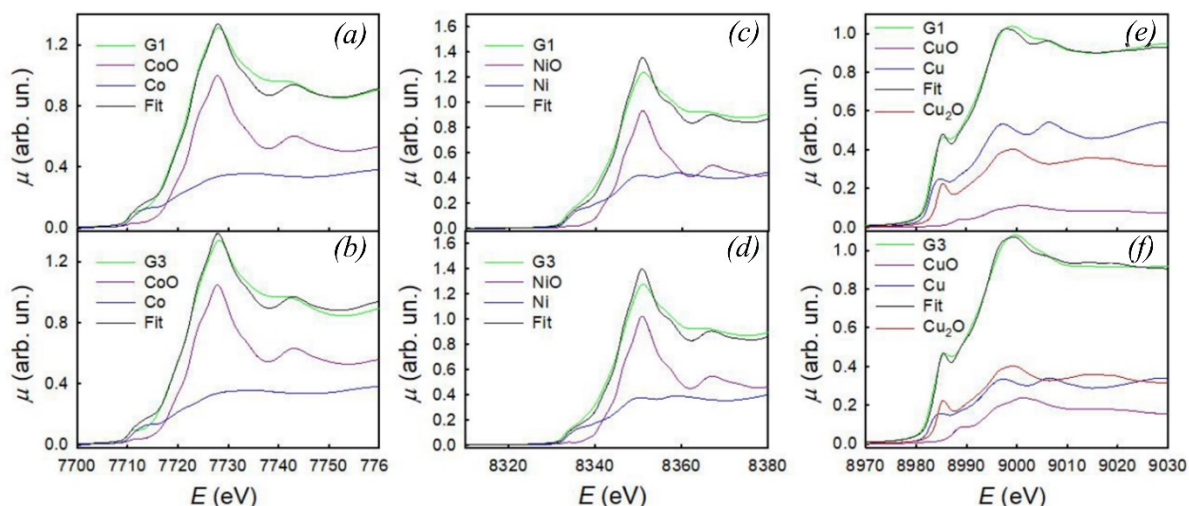 (a)
G1
CoO
Co
Fit
1.2
0.8
0.4
0.0
μ (arb. un.)
(b)
G3
CoO
Co
Fit
1.2
0.8
0.4
0.0
μ (arb. un.)
7700 7710 7720 7730 7740 7750 776
E (eV)
(c)
G1
NiO
Ni
Fit
1.6
1.4
1.2
1.0
0.8
0.6
0.4
0.2
0.0
μ (arb. un.)
(d)
G3
NiO
Ni
Fit
1.6
1.4
1.2
1.0
0.8
0.6
0.4
0.2
0.0
μ (arb. un.)
8320 8340 8360 8380
E (eV)
(e)
G1
CuO
Cu
Fit
Cu₂O
1.0
0.8
0.6
0.4
0.2
0.0
μ (arb. un.)
(f)
G3
CuO
Cu
Fit
Cu₂O
1.0
0.8
0.6
0.4
0.2
0.0
μ (arb. un.)
8970 8980 8990 9000 9010 9020 9030
E (eV)